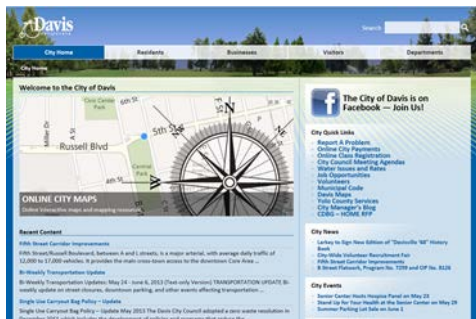 Davis
Search
City Home
Residents
Businesses
Visitors
Departments
City Home
Welcome to the City of Davis
Civic Center Park
6th St
5th St
Miller Dr
A St
Russell Blvd
Central Park
4th St
N
W
E
S
ONLINE CITY MAPS
Online interactive maps and mapping resources
Recent Content
Fifth Street Corridor Improvements
Fifth Street/Russell Boulevard, between A and L streets, is a major arterial, with average daily traffic of
12,000 to 17,000 vehicles. It provides the main cross-town access to the downtown Core Area ...
Bi-Weekly Transportation Update
Bi-Weekly Transportation Updates: May 24 - June 6, 2013 (Text-only Version) TRANSPORTATION UPDATE Bi-
weekly update on street closures, downtown parking, and other events affecting transportation ...
Single Use Carryout Bag Policy – Update
Single Use Carryout Bag Policy – Update May 2013 The Davis City Council adopted a zero waste resolution in
The City of Davis is on
Facebook — Join Us!
City Quick Links
Report A Problem
Online City Payments
Online Class Registration
City Council Meeting Agendas
Water Issues and Rates
Job Opportunities
Volunteers
Municipal Code
Davis Maps
Yolo County Services
City Manager's Blog
CDBG – HOME RFP
City News
Larkey to Sign New Edition of "Davisville '68" History
Book
City-Wide Volunteer Recruitment Fair
Fifth Street Corridor Improvements
B Street Flatwork, Program No. 7259 and CIP No. 8126
City Events
Senior Center Hosts Hospice Panel on May 23
Stand Up for Your Health at the Senior Center on May 29
Summer Parking Lot Sale on June 1